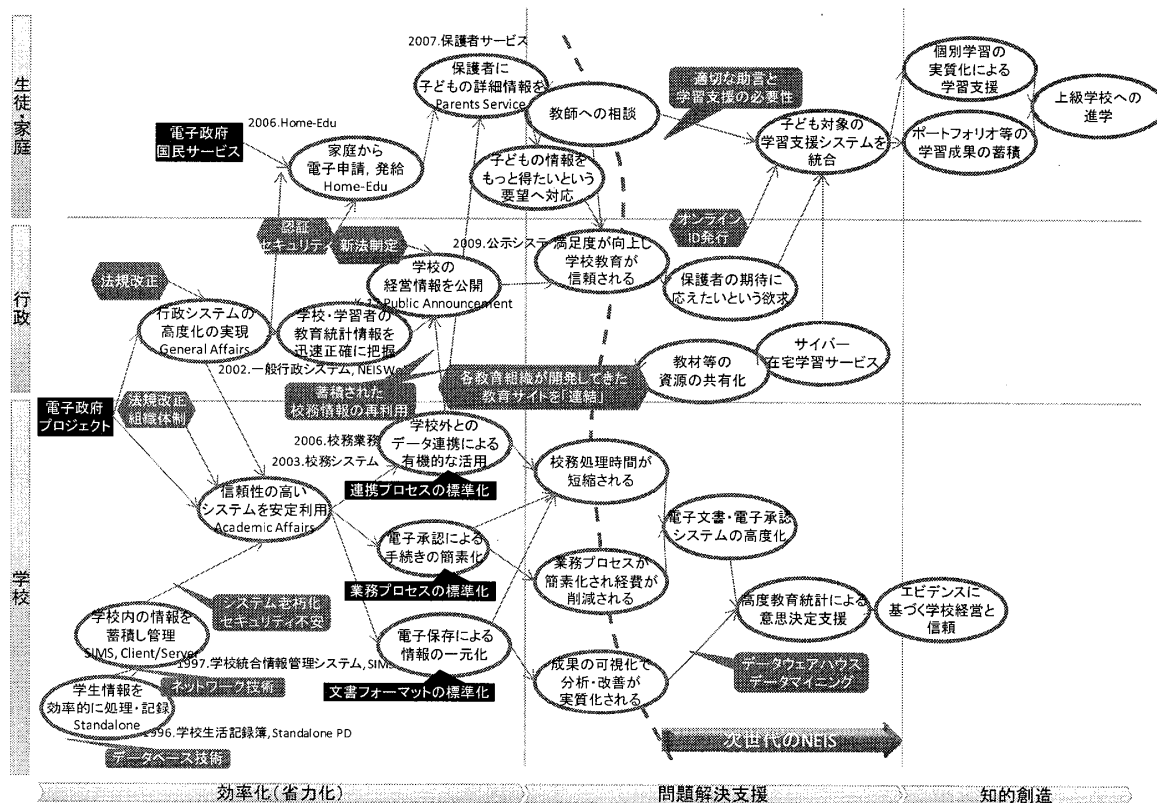 生徒・家庭
2007.保護者サービス
保護者に
子どもの詳細情報を
Parents Service
教師への相談
適切な助言と
学習支援の必要性
個別学習の
実質化による
学習支援
上級学校への
進学
電子政府
国民サービス
2006.Home-Edu
家庭から
電子申請, 発給
Home-Edu
子どもの情報を
もっと得たいという
要望へ対応
子ども対象の
学習支援システムを
統合
ポートフォリオ等の
学習成果の蓄積
行政
認証
セキュリティ
新法制定
2009.公示システ
満足度が向上し
学校教育が
信頼される
オンライン
ID発行
法規改正
学校の
経営情報を公開
Public Announcement
保護者の期待に
応えたいという欲求
行政システムの
高度化の実現
General Affairs
学校・学習者の
教育統計情報を
迅速正確に把握
2002.一般行政システム, NEISWe
教材等の
資源の共有化
サイバー
在宅学習サービス
蓄積された
校務情報の再利用
各教育組織が開発してきた
教育サイトを「連結」
学校
電子政府
プロジェクト
法規改正
組織体制
2006.校務業務
2003.校務システム
学校外との
データ連携による
有機的な活用
連携プロセスの標準化
校務処理時間が
短縮される
信頼性の高い
システムを安定利用
Academic Affairs
電子承認による
手続きの簡素化
業務プロセスの標準化
電子文書・電子承認
システムの高度化
業務プロセスが
簡素化され経費が
削減される
システム老朽化
セキュリティ不安
学校内の情報を
蓄積し管理
SIMS, Client/Server
1997.学校統合情報管理システム, SIMS
ネットワーク技術
電子保存による
情報の一元化
文書フォーマットの標準化
高度教育統計による
意思決定支援
エビデンスに
基づく学校経営と
信頼
成果の可視化で
分析・改善が
実質化される
データウェアハウス
データマイニング
学生情報を
効率的に処理・記録
Standalone
1996.学校生活記録簿, Standalone PD
データベース技術
次世代のNEIS
効率化(省力化)
問題解決支援
知的創造